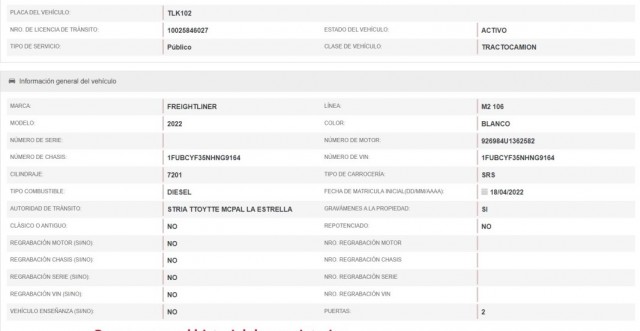 PLACA DEL VEHÍCULO: TLK102
NRO. DE LICENCIA DE TRÁNSITO: 10025846027 ESTADO DEL VEHÍCULO: ACTIVO
TIPO DE SERVICIO: Público CLASE DE VEHÍCULO: TRACTOCAMION
Información general del vehículo
MARCA: FREIGHTLINER LÍNEA: M2 106
MODELO: 2022 COLOR: BLANCO
NÚMERO DE SERIE: NÚMERO DE MOTOR: 926984U1362582
NÚMERO DE CHASIS: 1FUBCYF35NHNG9164 NÚMERO DE VIN: 1FUBCYF35NHNG9164
CILINDRAJE: 7201 TIPO DE CARROCERÍA: SRS
TIPO COMBUSTIBLE: DIESEL FECHA DE MATRICULA INICIAL(DD/MM/AAAA): 18/04/2022
AUTORIDAD DE TRÁNSITO: STRIA TTOYTTE MCPAL LA ESTRELLA GRAVÁMENES A LA PROPIEDAD: SI
CLÁSICO O ANTIGUO: NO REPOTENCIADO: NO
REGRABACIÓN MOTOR (SI/NO): NO NRO. REGRABACIÓN MOTOR
REGRABACIÓN CHASIS (SI/NO): NO NRO. REGRABACIÓN CHASIS
REGRABACIÓN SERIE (SI/NO): NO NRO. REGRABACIÓN SERIE
REGRABACIÓN VIN (SI/NO): NO NRO. REGRABACIÓN VIN
VEHÍCULO ENSEÑANZA (SI/NO): NO PUERTAS: 2